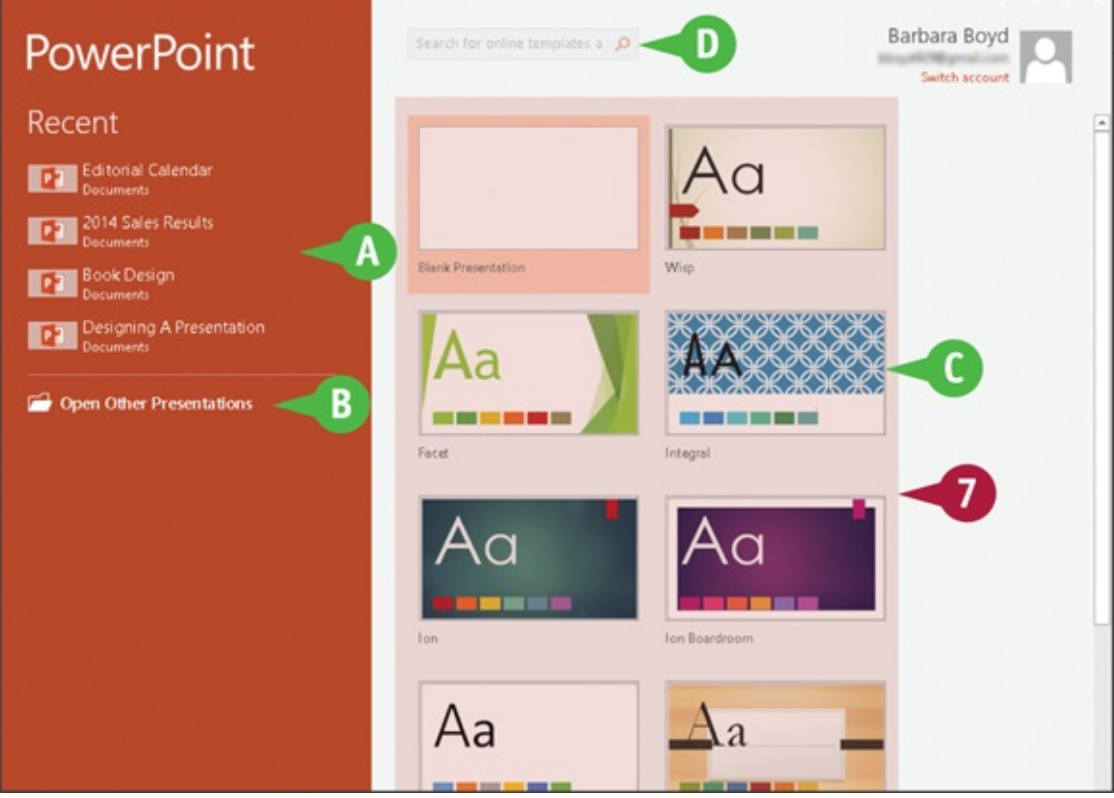 PowerPoint
Recent
Editorial Calendar
Documents
2014 Sales Results
Documents
Book Design
Documents
Designing A Presentation
Documents
Open Other Presentations
A
B
Search for online templates a
D
Barbara Boyd
Switch account
Blank Presentation
Aa
Wisp
Aa
Facet
AA
Integral
C
7
Aa
Ion
Aa
Ion Boardroom
Aa
Aa